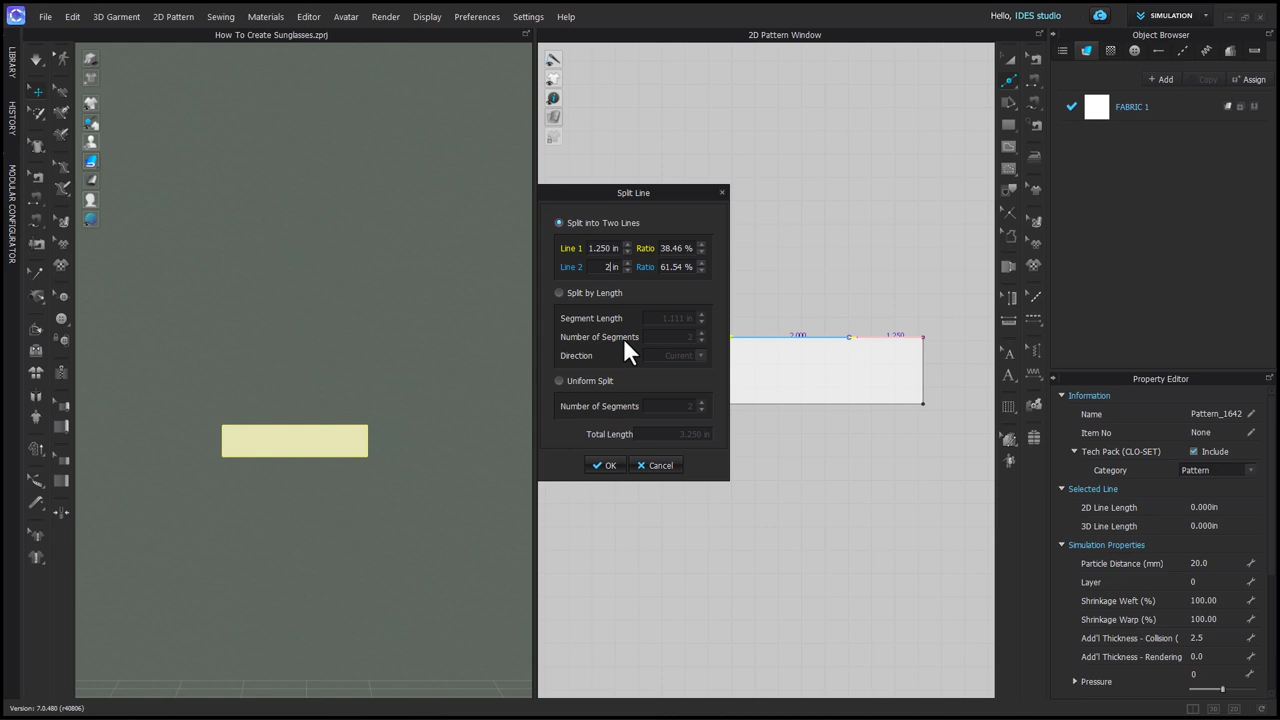 File Edit 3D Garment 2D Pattern Sewing Materials Editor Avatar Render Display Preferences Settings Help
Hello, IDES studio
SIMULATION
How To Create Sunglasses.zprj
2D Pattern Window
Object Browser
LIBRARY
HISTORY
MODULAR CONFIGURATOR
+ Add Copy Assign
FABRIC 1
Split Line
Split into Two Lines
Line 1 1.250 in Ratio 38.46 %
Line 2 2 in Ratio 61.54 %
Split by Length
Segment Length 1.111 in
Number of Segments 2
Direction Current
Uniform Split
Number of Segments 2
Total Length 3.250 in
OK Cancel
2.000 1.250
Property Editor
Information
Name Pattern_1642
Item No None
Tech Pack (CLO-SET) Include
Category Pattern
Selected Line
2D Line Length 0.000in
3D Line Length 0.000in
Simulation Properties
Particle Distance (mm) 20.0
Layer 0
Shrinkage Weft (%) 100.00
Shrinkage Warp (%) 100.00
Add'l Thickness - Collision ( 2.5
Add'l Thickness - Rendering 0.0
Pressure 0
Version: 7.0.480 (r40806)
3D 2D